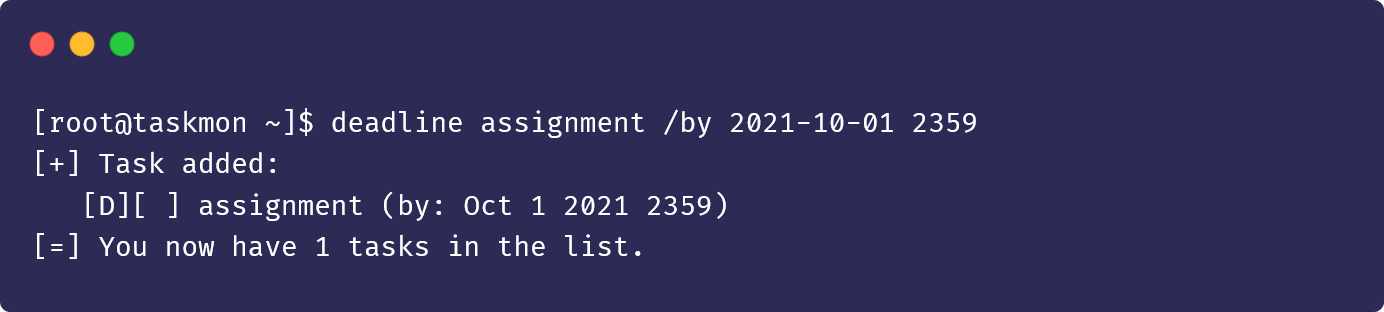 [root@taskmon ~]$ deadline assignment /by 2021-10-01 2359
[+] Task added:
   [D][ ] assignment (by: Oct 1 2021 2359)
[=] You now have 1 tasks in the list.